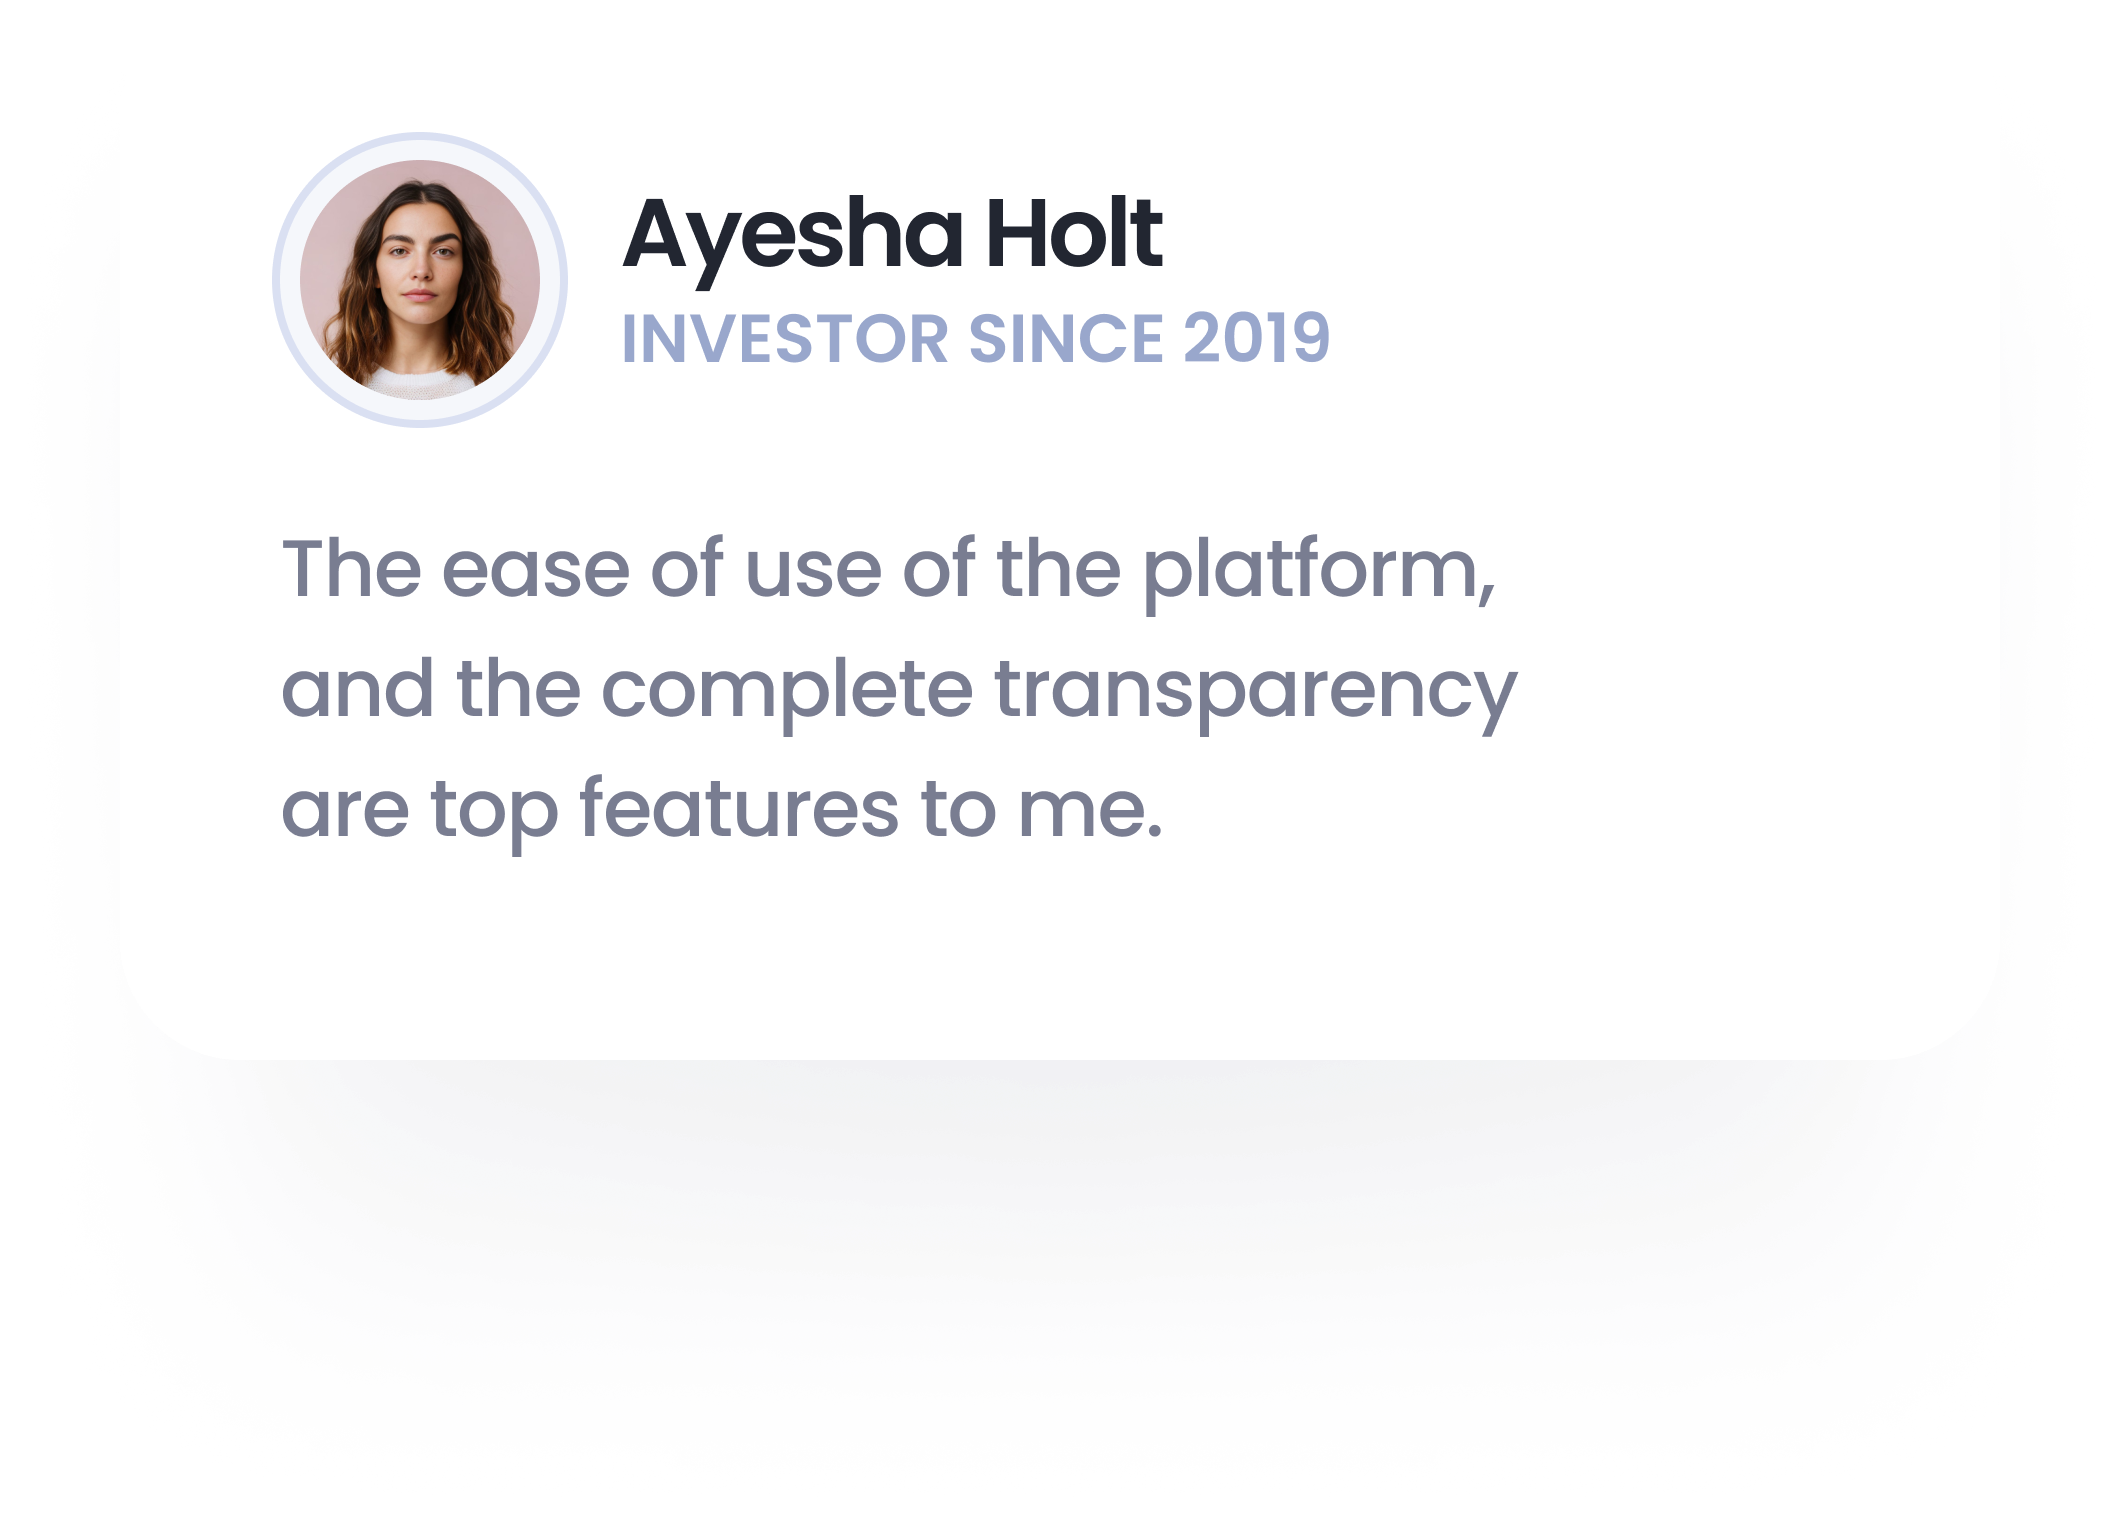 Ayesha Holt
INVESTOR SINCE 2019
The ease of use of the platform,
and the complete transparency
are top features to me.